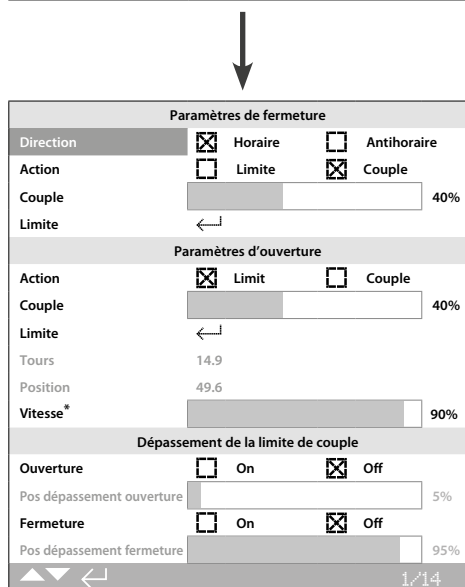 Paramètres de fermeture
Direction Horaire Antihoraire
Action Limite Couple
Couple 40%
Limite
Paramètres d'ouverture
Action Limit Couple
Couple 40%
Limite
Tours 14.9
Position 49.6
Vitesse* 90%
Dépassement de la limite de couple
Ouverture On Off
Pos dépassement ouverture 5%
Fermeture On Off
Pos dépassement fermeture 95%
1/14